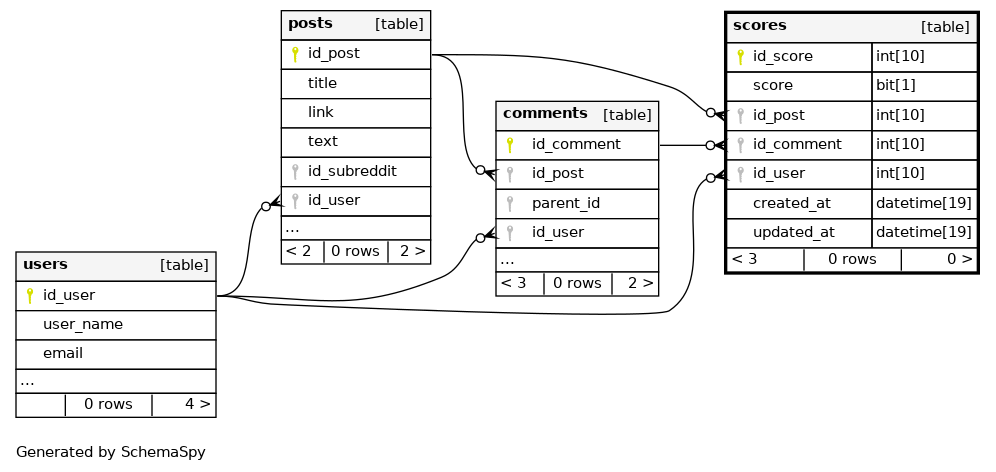 posts [table]
id_post
title
link
text
id_subreddit
id_user
...
< 2 0 rows 2 >
comments [table]
id_comment
id_post
parent_id
id_user
...
< 3 0 rows 2 >
scores [table]
id_score int[10]
score bit[1]
id_post int[10]
id_comment int[10]
id_user int[10]
created_at datetime[19]
updated_at datetime[19]
< 3 0 rows 0 >
users [table]
id_user
user_name
email
...
0 rows 4 >
Generated by SchemaSpy